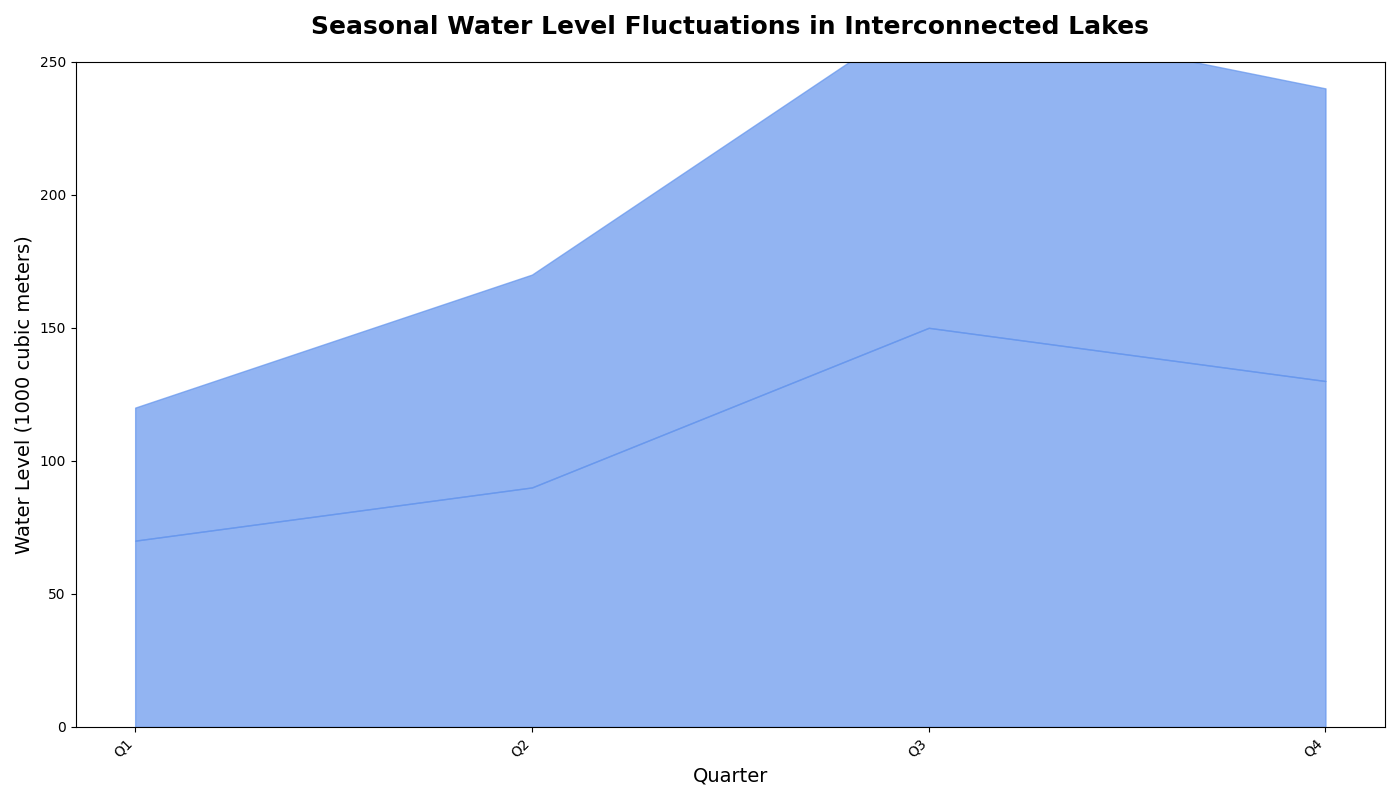 Seasonal Water Level Fluctuations in Interconnected Lakes
250
200
150
100
50
0
Water Level (1000 cubic meters)
Q1
Q2
Q3
Q4
Quarter